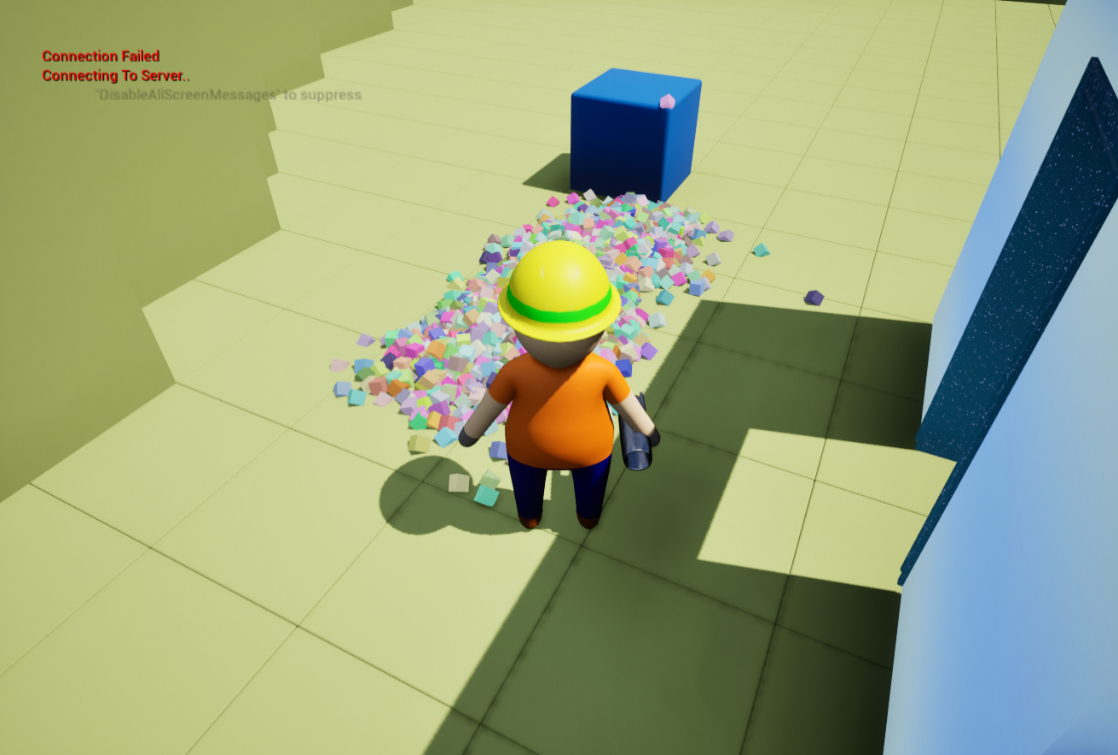 Connection Failed
Connecting To Server..
'DisableAllScreenMessages' to suppress